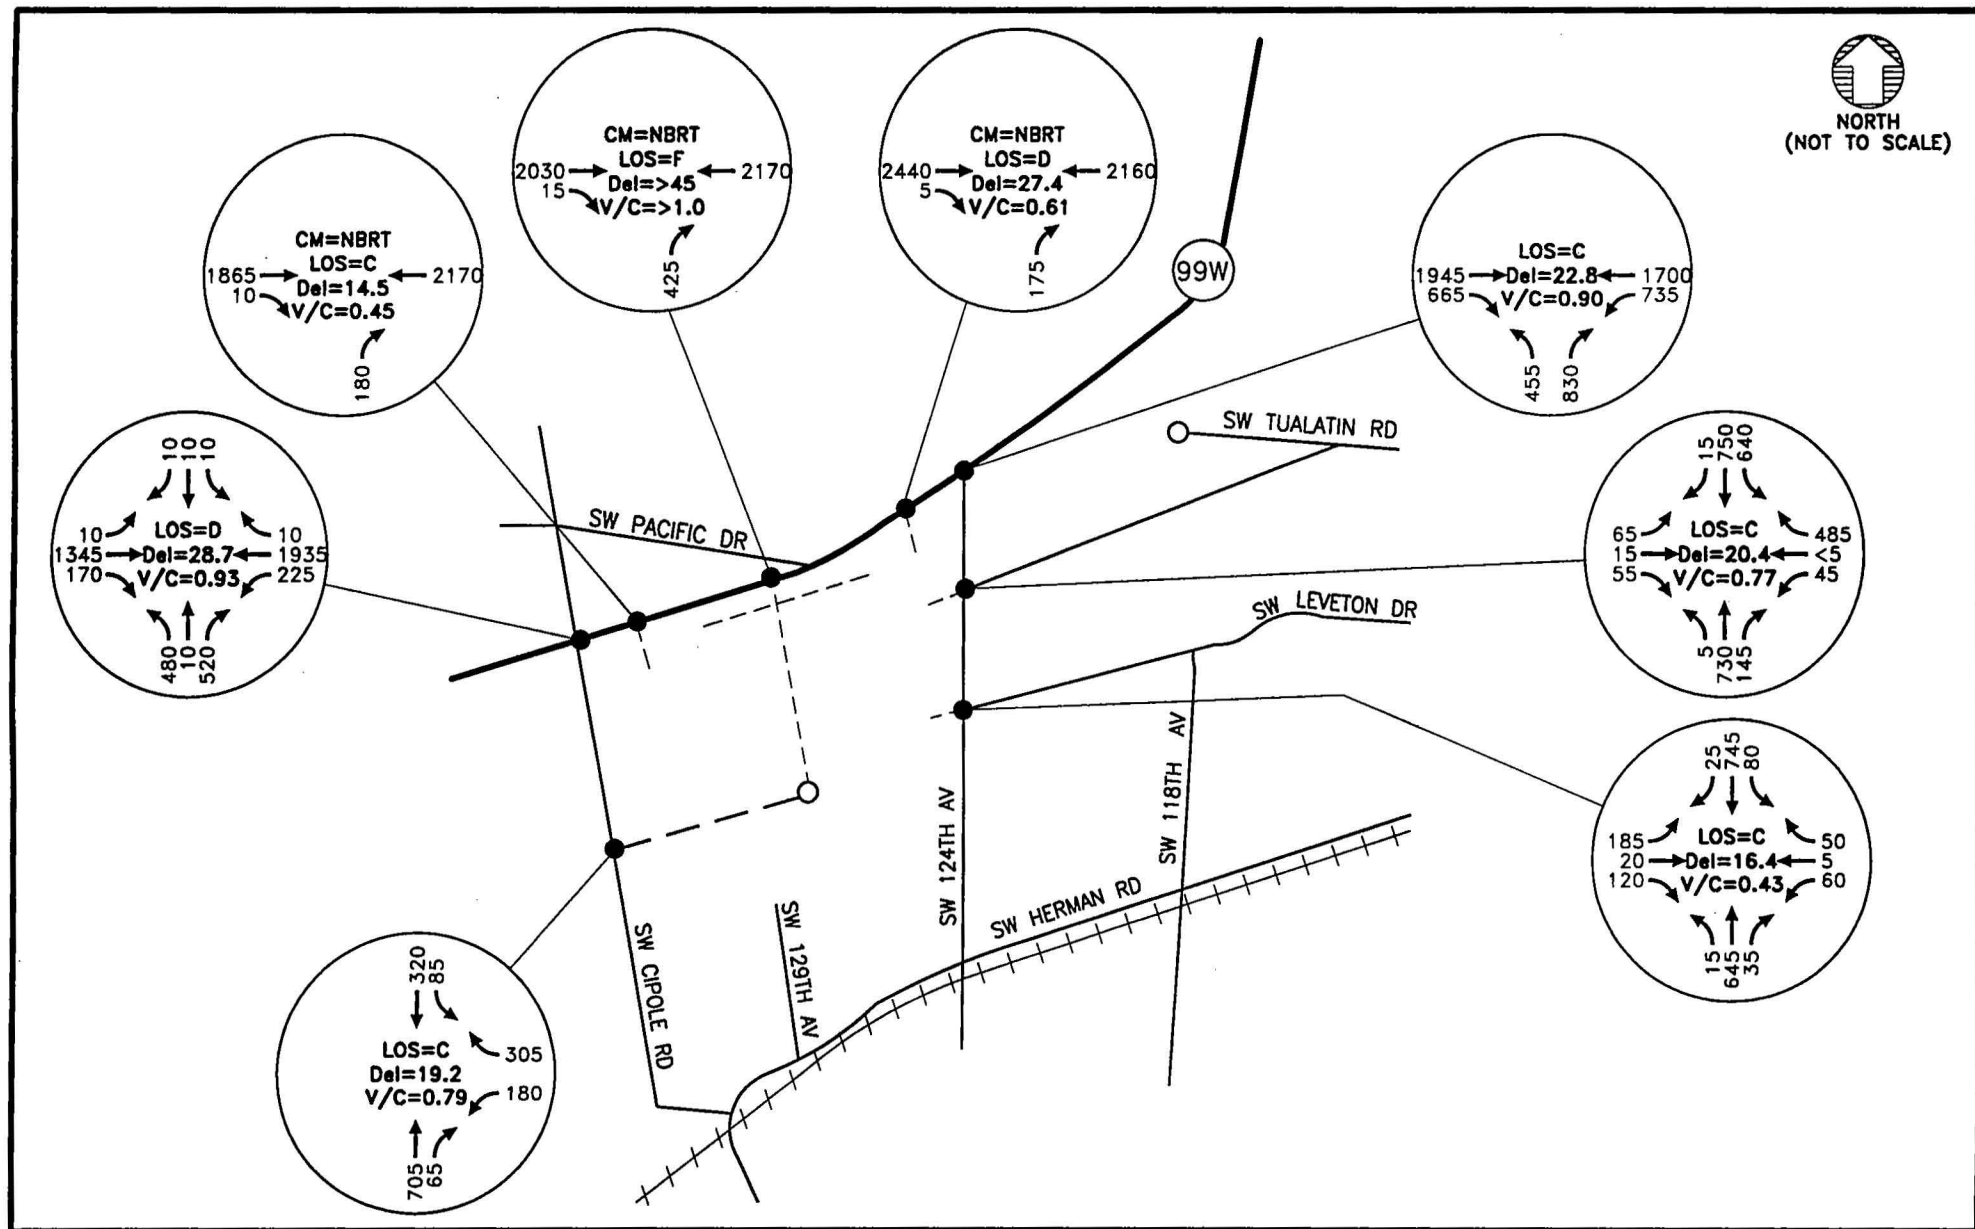 NORTH
(NOT TO SCALE)
CM=NBRT
LOS=F
2030 Del=>45 2170
15 V/C=>1.0
425
CM=NBRT
LOS=D
2440 Del=27.4 2160
5 V/C=0.61
175
CM=NBRT
LOS=C
1865 Del=14.5 2170
10 V/C=0.45
180
99W
LOS=C
1945 Del=22.8 1700
665 V/C=0.90 735
455 830
10 10 10
10 LOS=D 10
1345 Del=28.7 1935
170 V/C=0.93 225
480 10 520
SW PACIFIC DR
SW TUALATIN RD
15 750 640
65 LOS=C 485
15 Del=20.4 <5
55 V/C=0.77 45
5 730 145
SW LEVETON DR
25 745 80
185 LOS=C 50
20 Del=16.4 5
120 V/C=0.43 60
15 645 35
SW 118TH AV
SW 124TH AV
SW HERMAN RD
SW 129TH AV
SW CIPOLE RD
320 85
LOS=C 305
Del=19.2
V/C=0.79 180
705 65